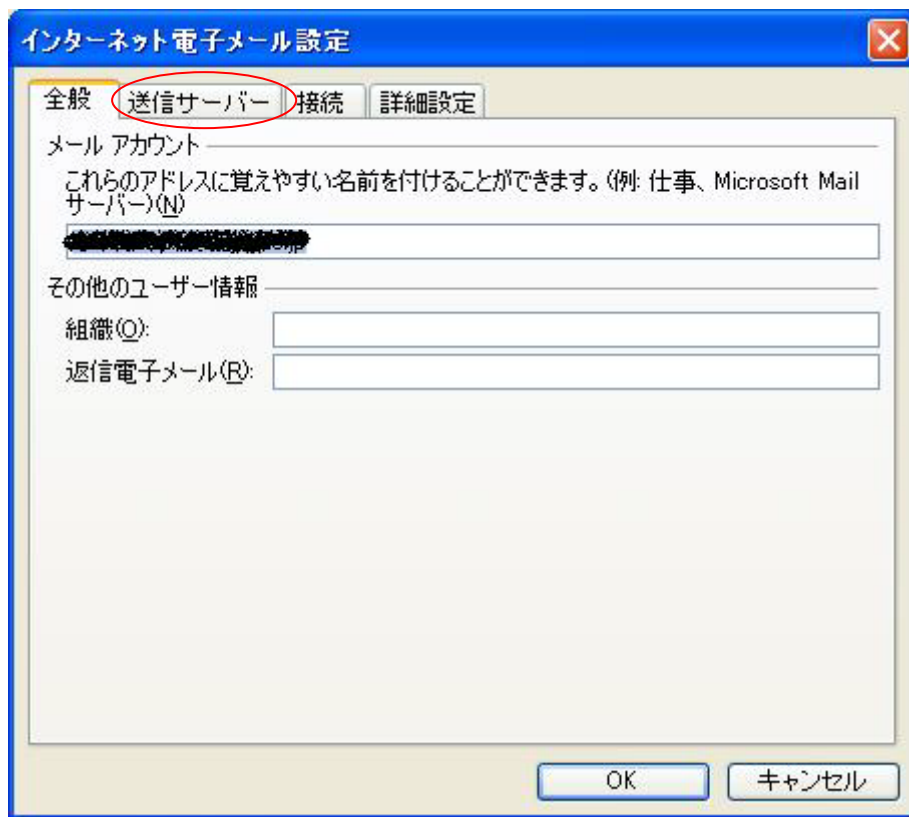 インターネット電子メール設定
全般 送信サーバー 接続 詳細設定
メール アカウント
これらのアドレスに覚えやすい名前を付けることができます。(例: 仕事、Microsoft Mail
サーバー)(N)
その他のユーザー情報
組織(O):
返信電子メール(R):
OK キャンセル